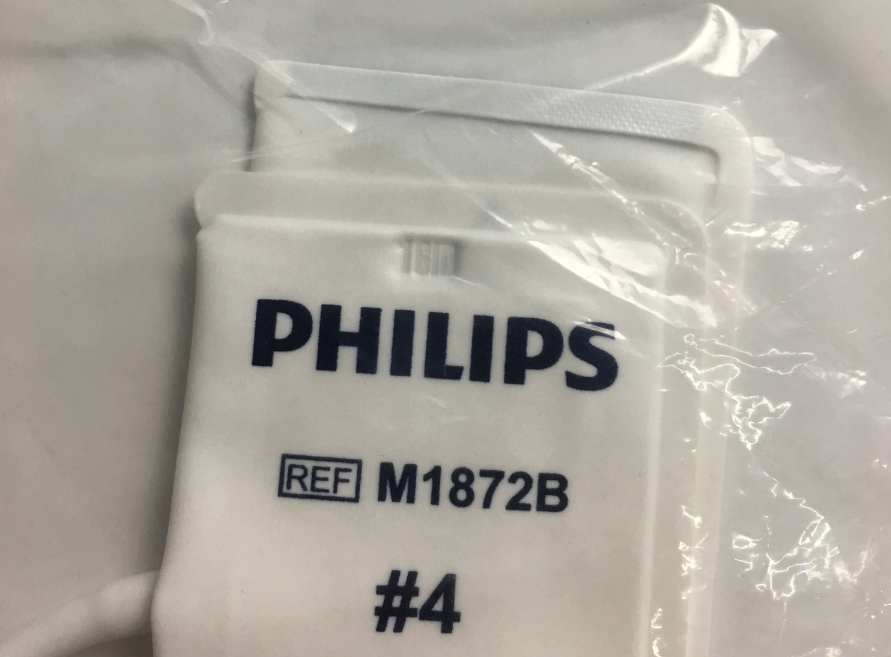 PHILIPS
REF M1872B
#4